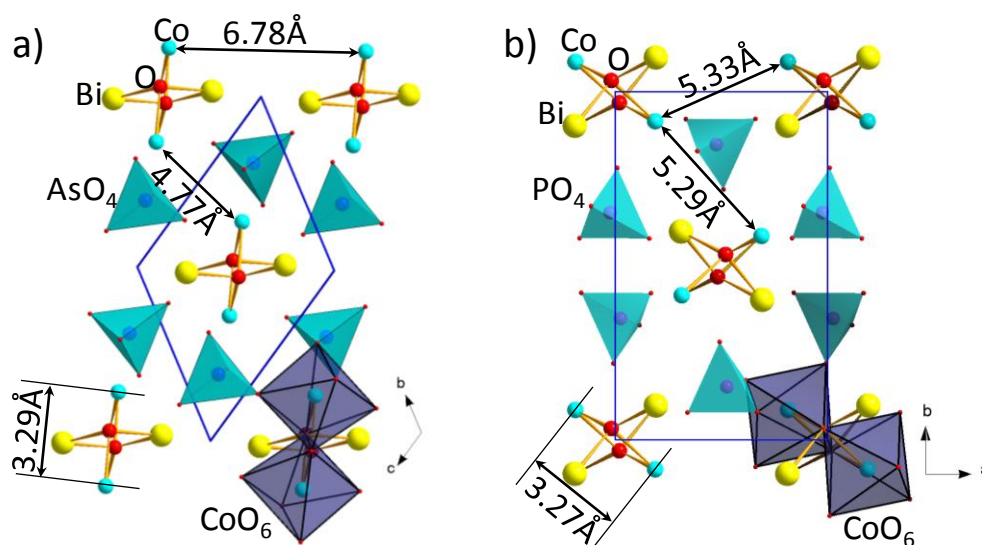 a)
Co
6.78Å
O
Bi
AsO4
4.77Å
3.29Å
CoO6
b
c
b)
Co
O
5.33Å
Bi
PO4
5.29Å
3.27Å
CoO6
b
a